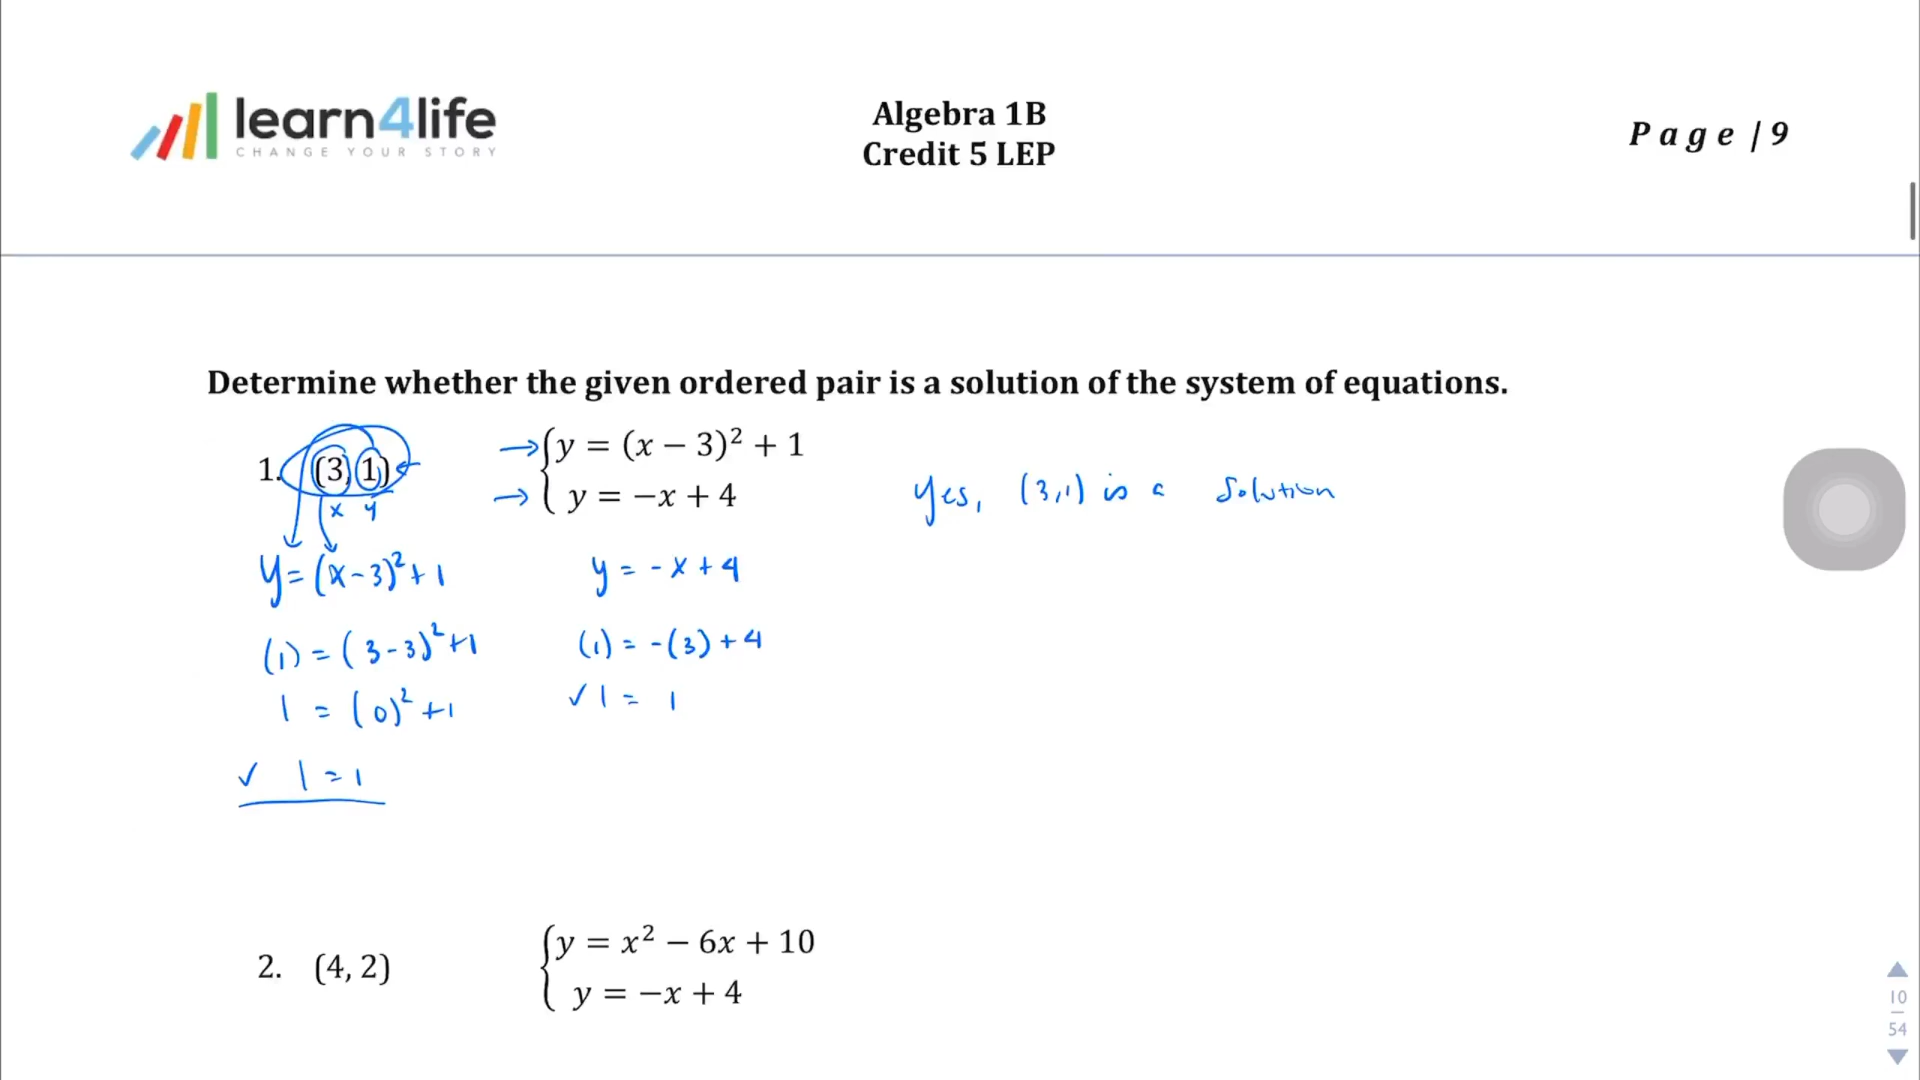 learn4life
CHANGE YOUR STORY
Algebra 1B
Credit 5 LEP
Page | 9
Determine whether the given ordered pair is a solution of the system of equations.
1. (3, 1)
y = (x − 3)² + 1
y = −x + 4
x y
Yes, (3,1) is a solution
y = (x-3)² + 1
y = -x + 4
(1) = (3-3)² + 1
(1) = -(3) + 4
1 = (0)² + 1
✓ 1 = 1
✓ 1 = 1
2. (4, 2)
y = x² − 6x + 10
y = −x + 4
10
54